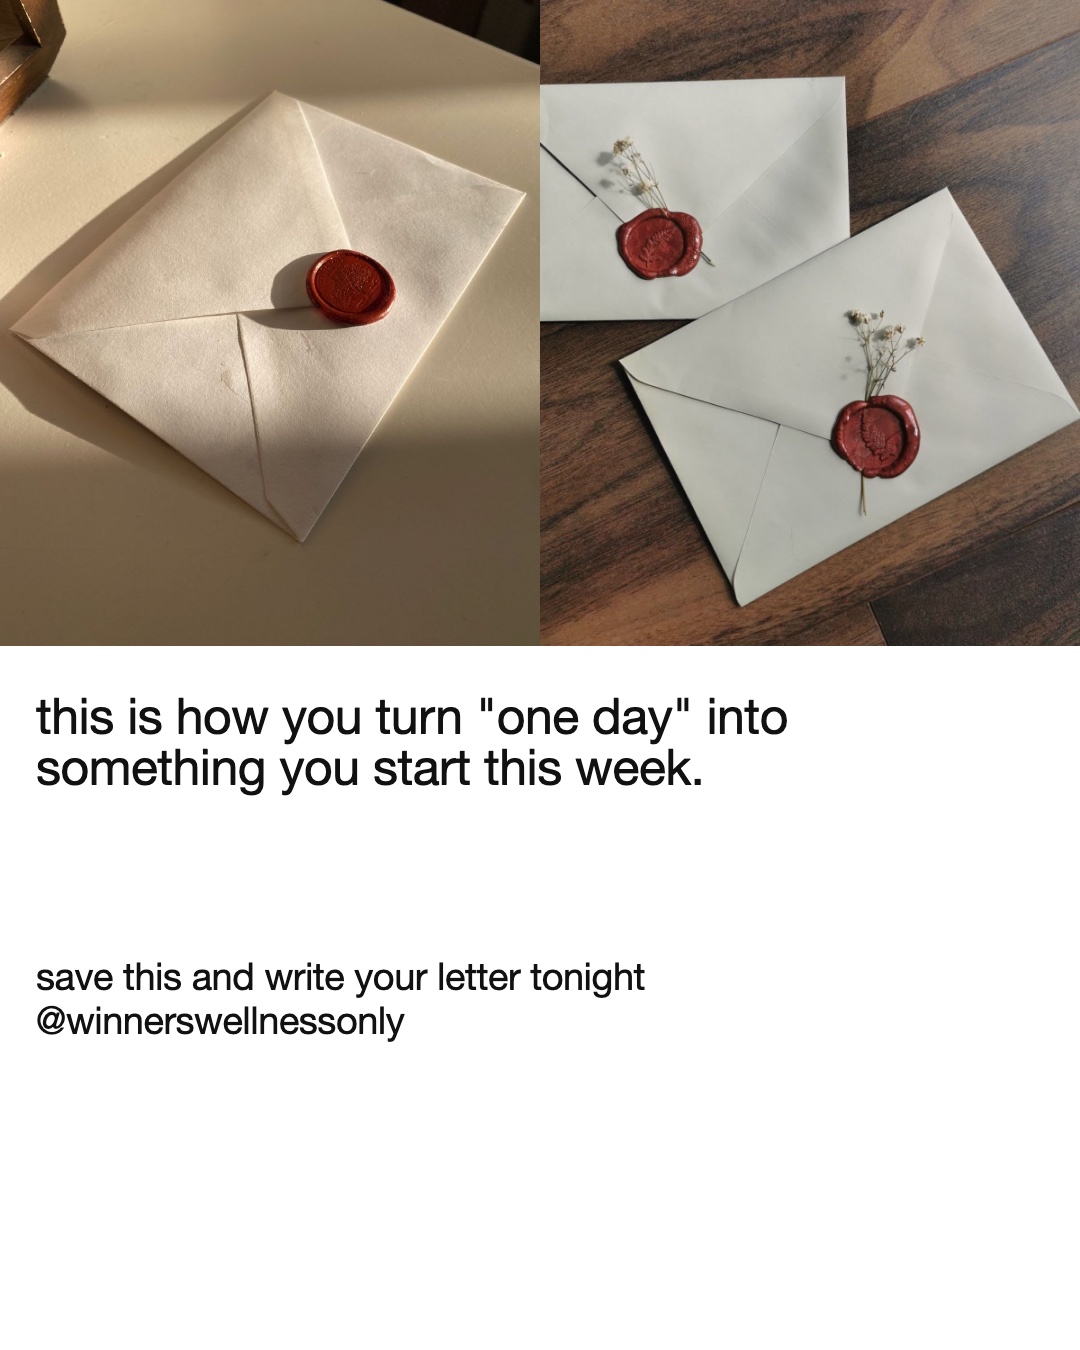 this is how you turn "one day" into
something you start this week.
save this and write your letter tonight
@winnerswellnessonly